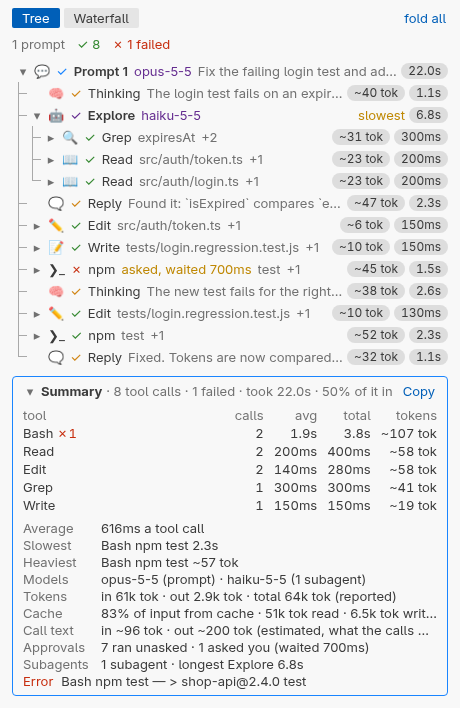 Tree Waterfall fold all
1 prompt ✓ 8 × 1 failed
▾ ✓ Prompt 1 opus-5-5 Fix the failing login test and ad... 22.0s
✓ Thinking The login test fails on an expir... ~40 tok 1.1s
▾ ✓ Explore haiku-5-5 slowest 6.8s
▸ ✓ Grep expiresAt +2 ~31 tok 300ms
▸ ✓ Read src/auth/token.ts +1 ~23 tok 200ms
▸ ✓ Read src/auth/login.ts +1 ~23 tok 200ms
✓ Reply Found it: `isExpired` compares `e... ~47 tok 2.3s
▸ ✓ Edit src/auth/token.ts +1 ~6 tok 150ms
▸ ✓ Write tests/login.regression.test.js +1 ~10 tok 150ms
▸ ❯_ × npm asked, waited 700ms test +1 ~45 tok 1.5s
✓ Thinking The new test fails for the right... ~38 tok 2.6s
▸ ✓ Edit tests/login.regression.test.js +1 ~10 tok 130ms
▸ ❯_ ✓ npm test +1 ~52 tok 2.3s
✓ Reply Fixed. Tokens are now compared... ~32 tok 1.1s
▾ Summary · 8 tool calls · 1 failed · took 22.0s · 50% of it in Copy
tool calls avg total tokens
Bash ×1 2 1.9s 3.8s ~107 tok
Read 2 200ms 400ms ~58 tok
Edit 2 140ms 280ms ~58 tok
Grep 1 300ms 300ms ~41 tok
Write 1 150ms 150ms ~19 tok
Average 616ms a tool call
Slowest Bash npm test 2.3s
Heaviest Bash npm test ~57 tok
Models opus-5-5 (prompt) · haiku-5-5 (1 subagent)
Tokens in 61k tok · out 2.9k tok · total 64k tok (reported)
Cache 83% of input from cache · 51k tok read · 6.5k tok writ...
Call text in ~96 tok · out ~200 tok (estimated, what the calls ...
Approvals 7 ran unasked · 1 asked you (waited 700ms)
Subagents 1 subagent · longest Explore 6.8s
Error Bash npm test — > shop-api@2.4.0 test